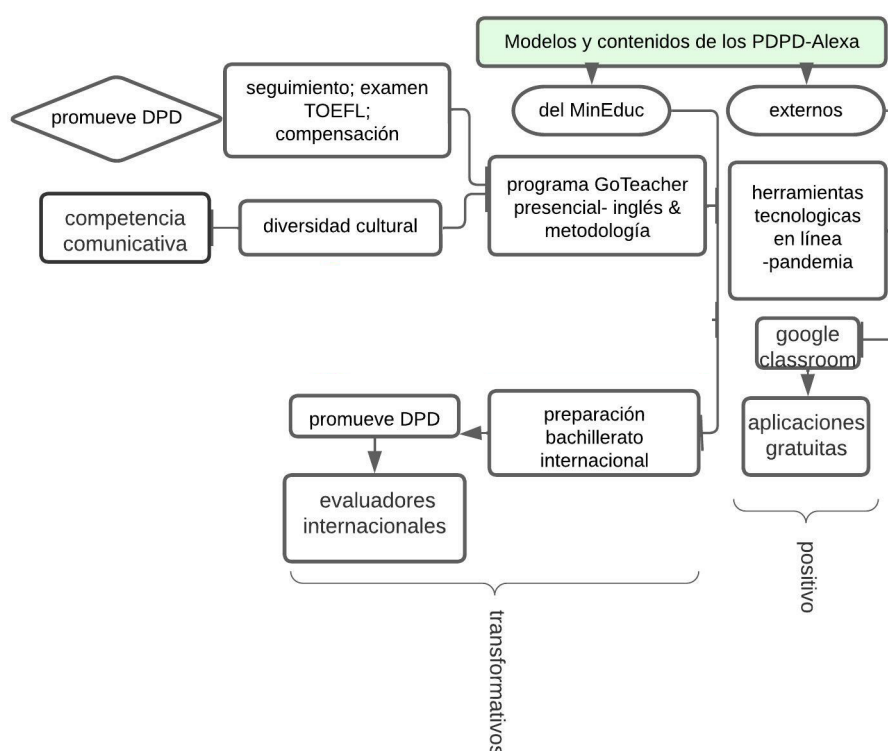 Modelos y contenidos de los PDPD-Alexa
del MinEduc
externos
promueve DPD
seguimiento; examen
TOEFL;
compensación
programa GoTeacher
presencial- inglés &
metodología
herramientas
tecnologicas
en línea
-pandemia
competencia
comunicativa
diversidad cultural
google
classroom
promueve DPD
preparación
bachillerato
internacional
aplicaciones
gratuitas
evaluadores
internacionales
positivo
transformativos